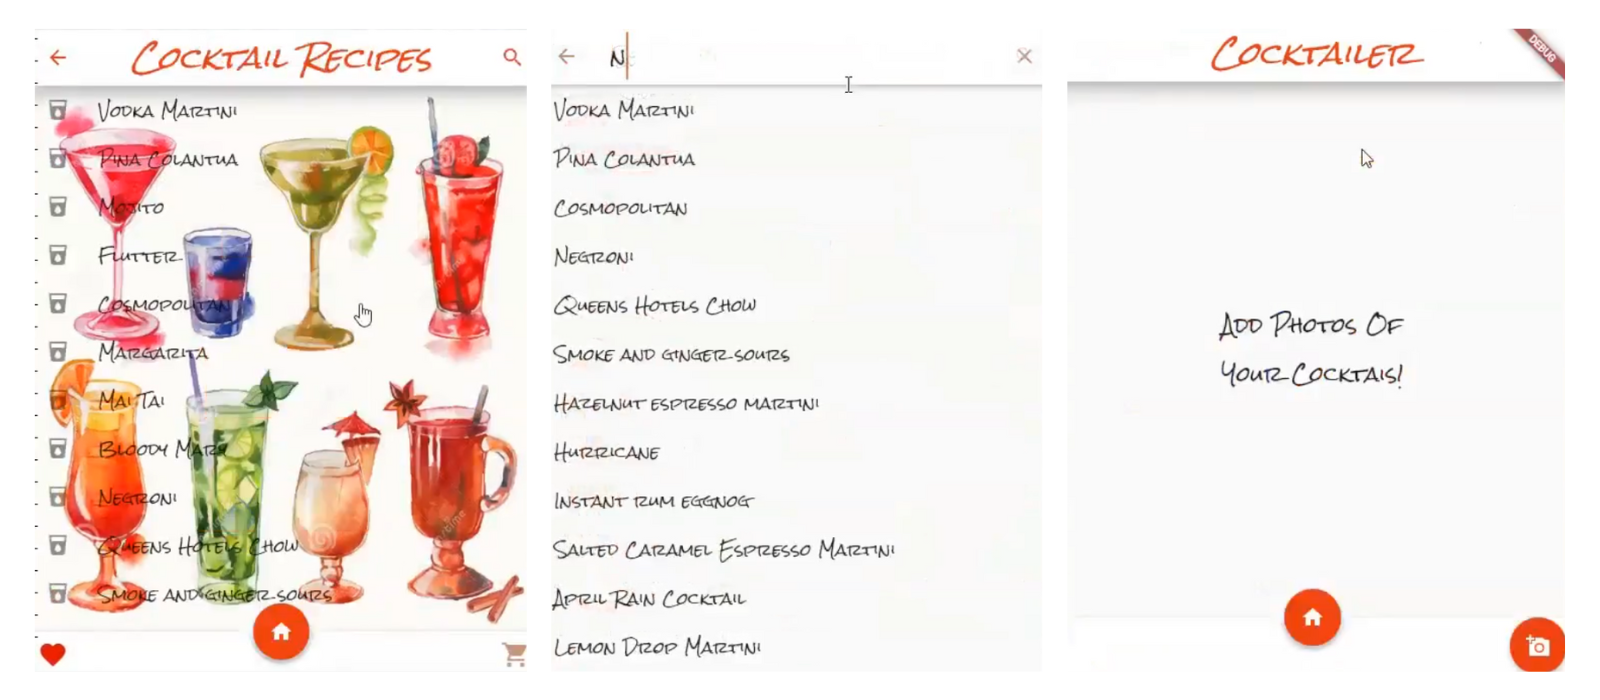 Cocktail Recipes
Vodka Martini
Pina Colantua
Mojito
Flutter
Cosmopolitan
Margarita
Mai Tai
Bloody Mary
Negroni
Queens Hotels Chow
Smoke and ginger sours
N
Vodka Martini
Pina Colantua
Cosmopolitan
Negroni
Queens Hotels Chow
Smoke and ginger sours
Hazelnut espresso martini
Hurricane
Instant rum eggnog
Salted Caramel Espresso Martini
April Rain Cocktail
Lemon Drop Martini
Cocktailer
DEBUG
Add Photos Of
Your Cocktais!